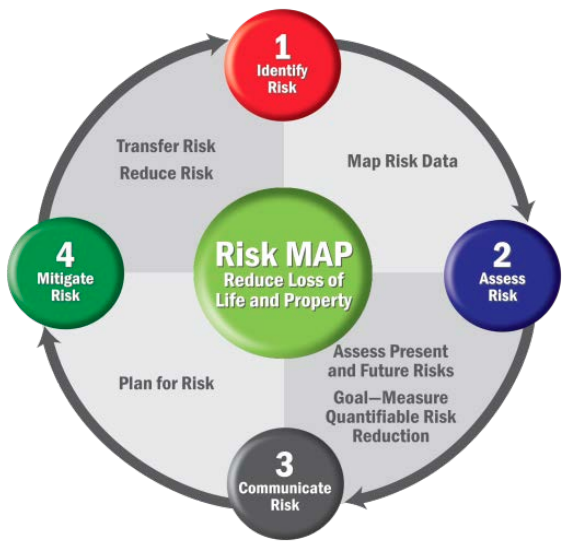 1
Identify
Risk
Transfer Risk
Reduce Risk
Map Risk Data
4
Mitigate
Risk
Risk MAP
Reduce Loss of
Life and Property
2
Assess
Risk
Plan for Risk
Assess Present
and Future Risks
Goal—Measure
Quantifiable Risk
Reduction
3
Communicate
Risk